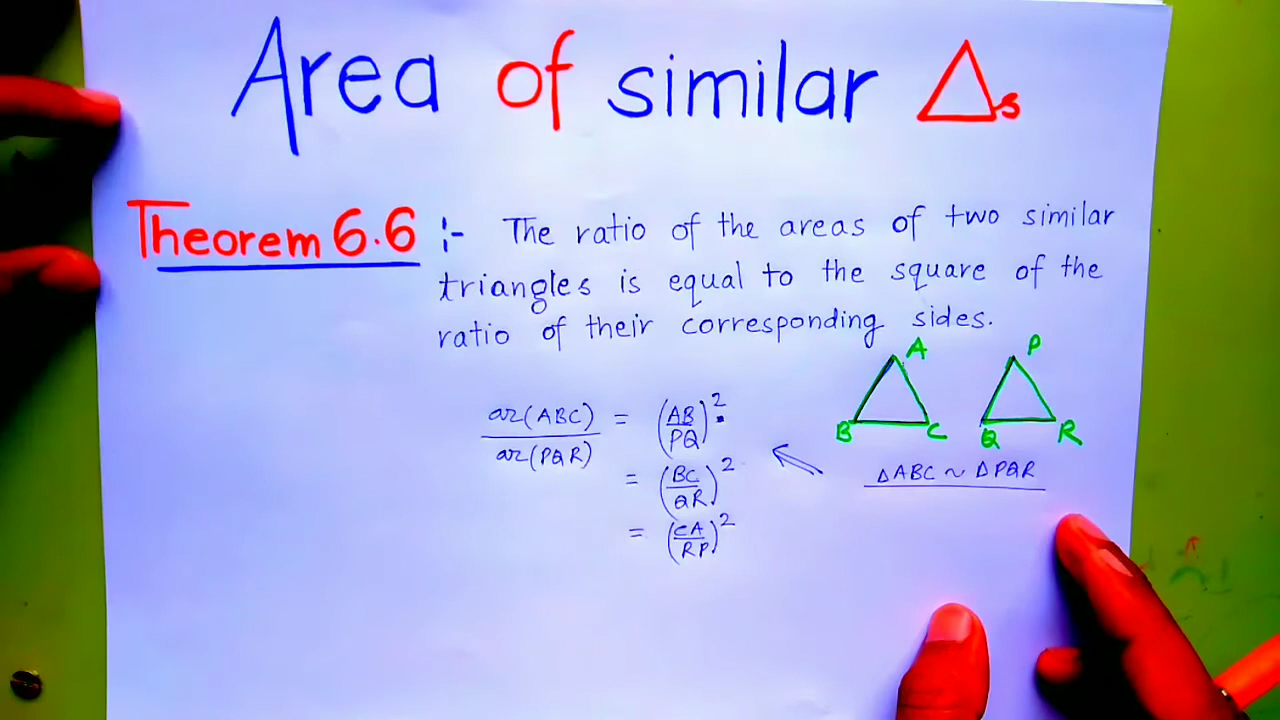 Area of similar △s
Theorem 6.6 :- The ratio of the areas of two similar
triangles is equal to the square of the
ratio of their corresponding sides.
A P
B C Q R
ar(ABC) / ar(PQR) = (AB/PQ)²
= (BC/QR)²
= (CA/RP)²
△ABC ~ △PQR